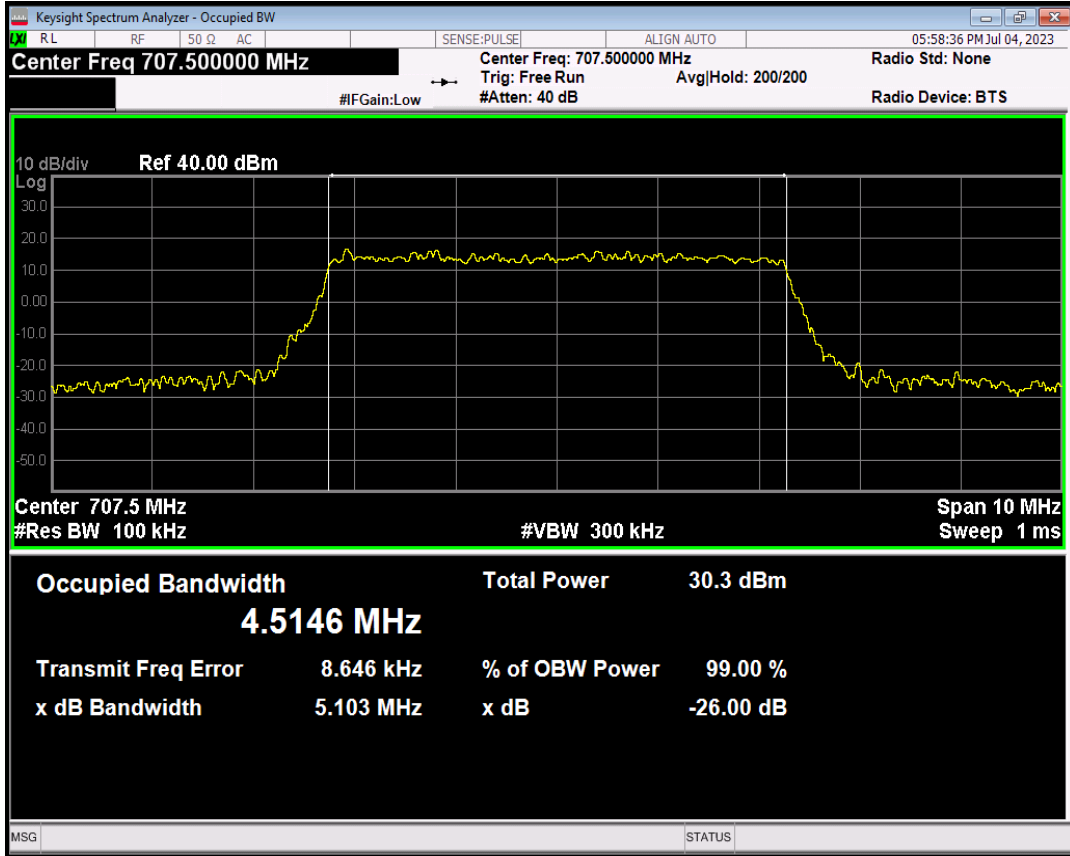 Keysight Spectrum Analyzer - Occupied BW
LXI RL RF 50 Ω AC SENSE:PULSE ALIGN AUTO 05:58:36 PM Jul 04, 2023
Center Freq 707.500000 MHz
Center Freq: 707.500000 MHz Radio Std: None
Trig: Free Run Avg|Hold: 200/200
#IFGain:Low #Atten: 40 dB Radio Device: BTS
10 dB/div Ref 40.00 dBm
Log
30.0
20.0
10.0
0.00
-10.0
-20.0
-30.0
-40.0
-50.0
Center 707.5 MHz Span 10 MHz
#Res BW 100 kHz #VBW 300 kHz Sweep 1 ms
Occupied Bandwidth Total Power 30.3 dBm
4.5146 MHz
Transmit Freq Error 8.646 kHz % of OBW Power 99.00 %
x dB Bandwidth 5.103 MHz x dB -26.00 dB
MSG STATUS